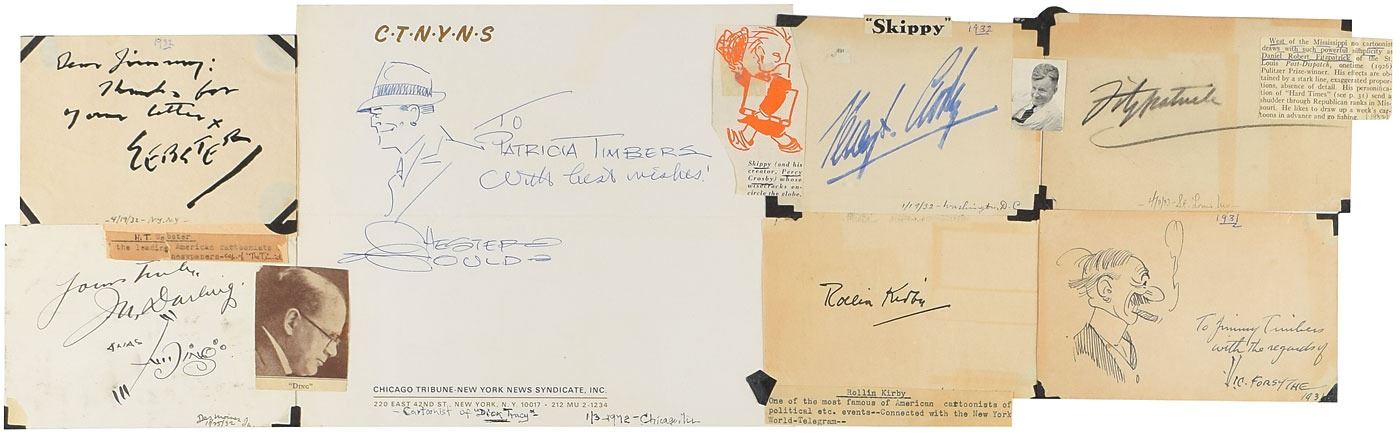 1932
Dear Jimmy:
Thanks for
your letter
WEBSTER
-4/19/32-N.Y.NY-
H.T. Webster
the leading American cartoonists
Yours Truly,
J.N. Darling.
ALIAS
"DING"
Des Moines
"DING"
C·T·N·Y·N·S
TO
PATRICIA TIMBERS
With best wishes!
CHESTER
GOULD
CHICAGO TRIBUNE-NEW YORK NEWS SYNDICATE, INC.
220 EAST 42ND ST., NEW YORK, N. Y. 10017 · 212 MU 2-1234
-Cartoonist of "Dick Tracy"- 1/3-1972-Chicago-Ill
Skippy (and his
creator, Percy
Crosby) whose
wisecracks en-
circle the globe.
"Skippy" 1932
Percy L. Crosby
1/19/32-Washington, D.C
Rollin Kirby
Rollin Kirby
One of the most famous of American cartoonists of
political etc. events--Connected with the New York
World-Telegram--
Fitzpatrick
West of the Mississippi no cartoonist
draws with such powerful simplicity as
Daniel Robert Fitzpatrick of the St.
Louis Post-Dispatch, onetime (1926)
Pulitzer Prize-winner. His effects are ob-
tained by a stark line, exaggerated propor-
tions, absence of detail. His personifica-
tion of "Hard Times" (see p. 31) send a
shudder through Republican ranks in Mis-
souri. He likes to draw up a week's car-
toons in advance and go fishing.
St. Louis Mo-
1931
To Jimmy Timbers
with the regards of
VIC. FORSYTHE
1931